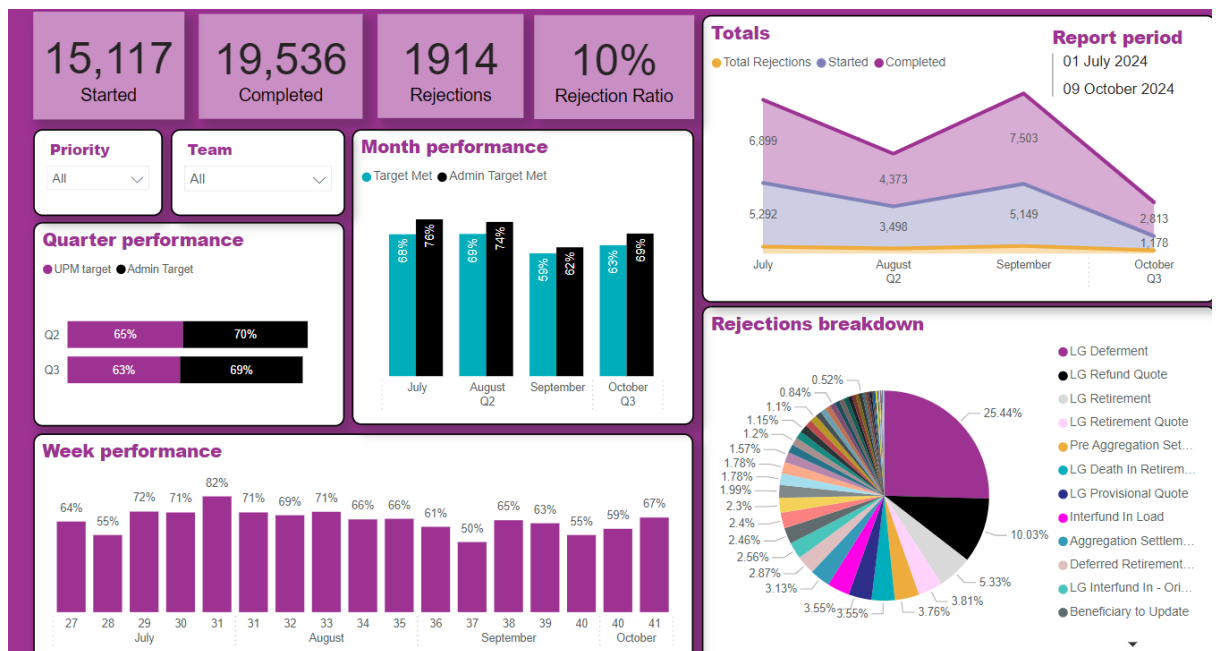 15,117
Started
19,536
Completed
1914
Rejections
10%
Rejection Ratio
Priority
All
Team
All
Quarter performance
UPM target Admin Target
Q2 65% 70%
Q3 63% 69%
Month performance
Target Met Admin Target Met
68% 76% 69% 74% 59% 62% 63% 69%
July August September October
Q2 Q3
Week performance
64% 55% 72% 71% 82% 71% 69% 71% 66% 66% 61% 50% 65% 63% 55% 59% 67%
27 28 29 30 31 31 32 33 34 35 36 37 38 39 40 40 41
July August September October
Totals
Total Rejections Started Completed
Report period
01 July 2024
09 October 2024
6,899 4,373 7,503 2,813
5,292 3,498 5,149 1,178
July August September October
Q2 Q3
Rejections breakdown
25.44%
10.03%
5.33%
3.81%
3.76%
3.55%
3.55%
3.13%
2.87%
2.56%
2.46%
2.4%
2.3%
1.99%
1.78%
1.78%
1.57%
1.2%
1.15%
1.1%
0.84%
0.52%
LG Deferment
LG Refund Quote
LG Retirement
LG Retirement Quote
Pre Aggregation Set...
LG Death In Retirem...
LG Provisional Quote
Interfund In Load
Aggregation Settlem...
Deferred Retirement...
LG Interfund In - Ori...
Beneficiary to Update